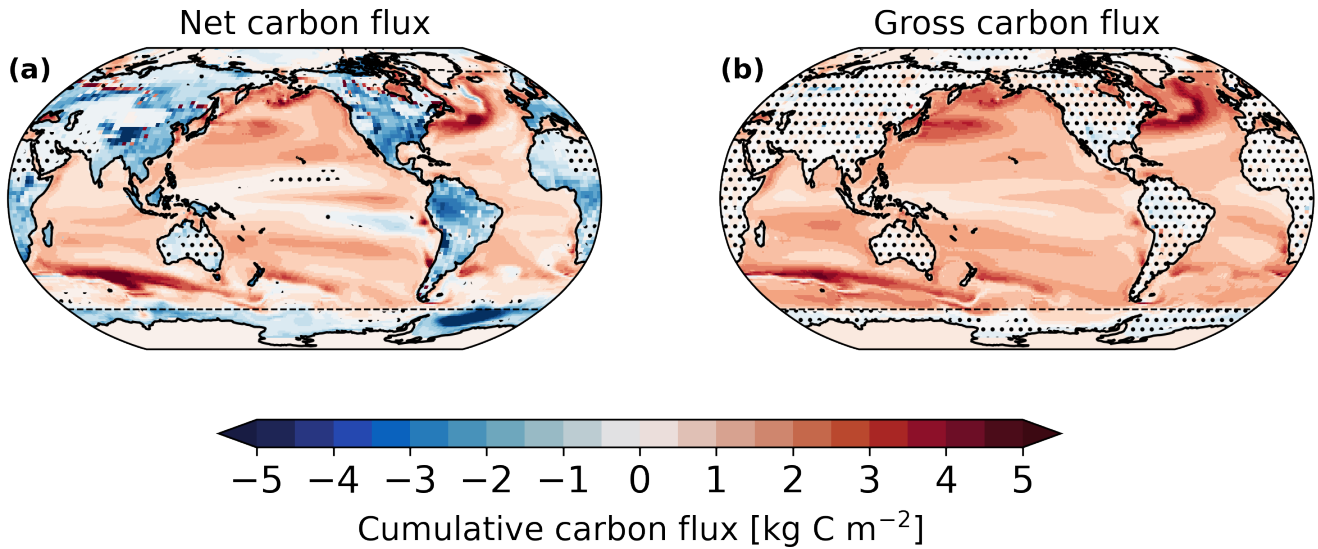 Net carbon flux
Gross carbon flux
(a)
(b)
−5 −4 −3 −2 −1 0 1 2 3 4 5
Cumulative carbon flux [kg C m⁻²]